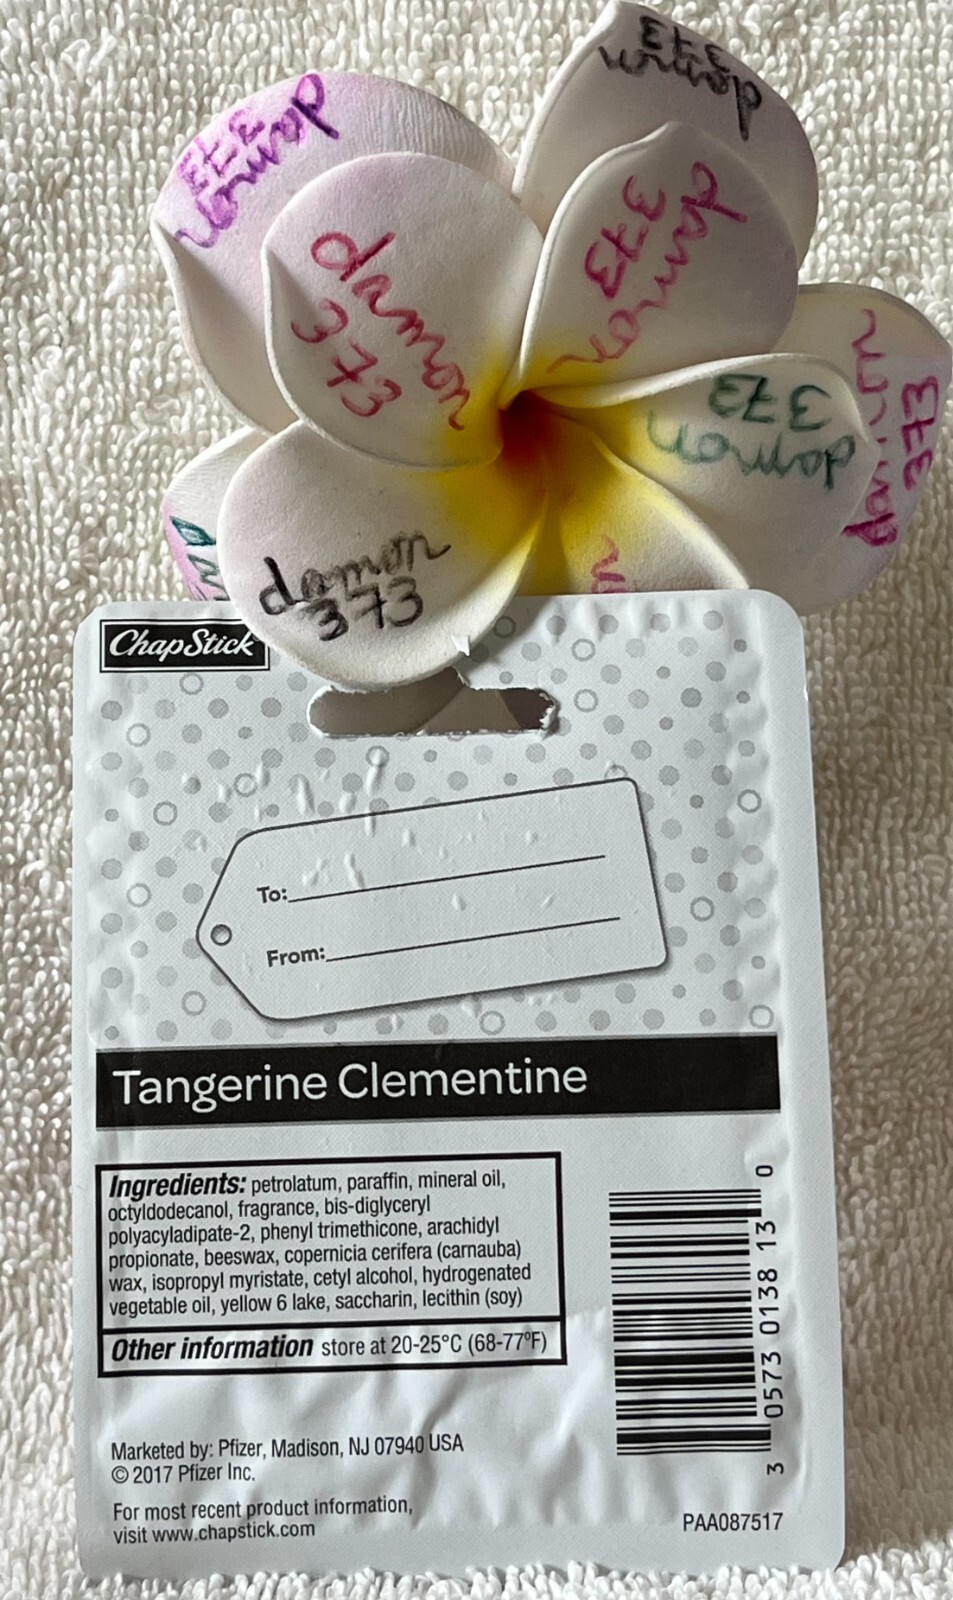 damon
373
damon
373
damon
373
damon
373
damon
373
damon
373
damon
373
ChapStick
To:
From:
Tangerine Clementine
Ingredients: petrolatum, paraffin, mineral oil,
octyldodecanol, fragrance, bis-diglyceryl
polyacyladipate-2, phenyl trimethicone, arachidyl
propionate, beeswax, copernicia cerifera (carnauba)
wax, isopropyl myristate, cetyl alcohol, hydrogenated
vegetable oil, yellow 6 lake, saccharin, lecithin (soy)
Other information store at 20-25°C (68-77°F)
3 0573 0138 13 0
Marketed by: Pfizer, Madison, NJ 07940 USA
© 2017 Pfizer Inc.
For most recent product information,
visit www.chapstick.com
PAA087517